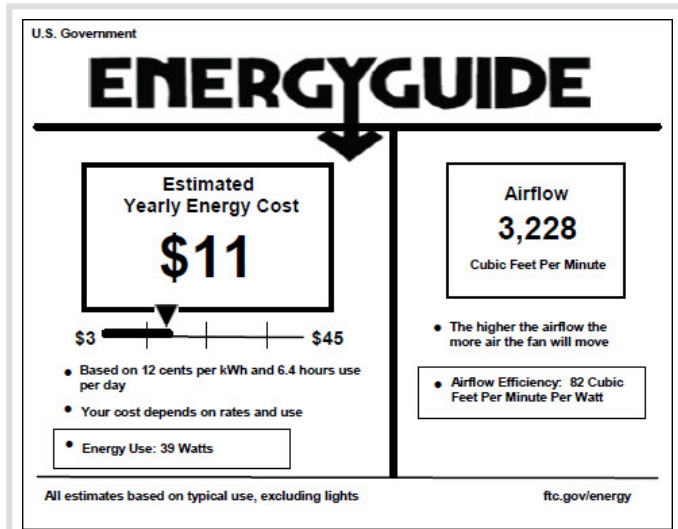 U.S. Government
ENERGYGUIDE
Estimated
Yearly Energy Cost
$11
$3
$45
• Based on 12 cents per kWh and 6.4 hours use
per day
• Your cost depends on rates and use
• Energy Use: 39 Watts
Airflow
3,228
Cubic Feet Per Minute
• The higher the airflow the
more air the fan will move
• Airflow Efficiency: 82 Cubic
Feet Per Minute Per Watt
All estimates based on typical use, excluding lights
ftc.gov/energy